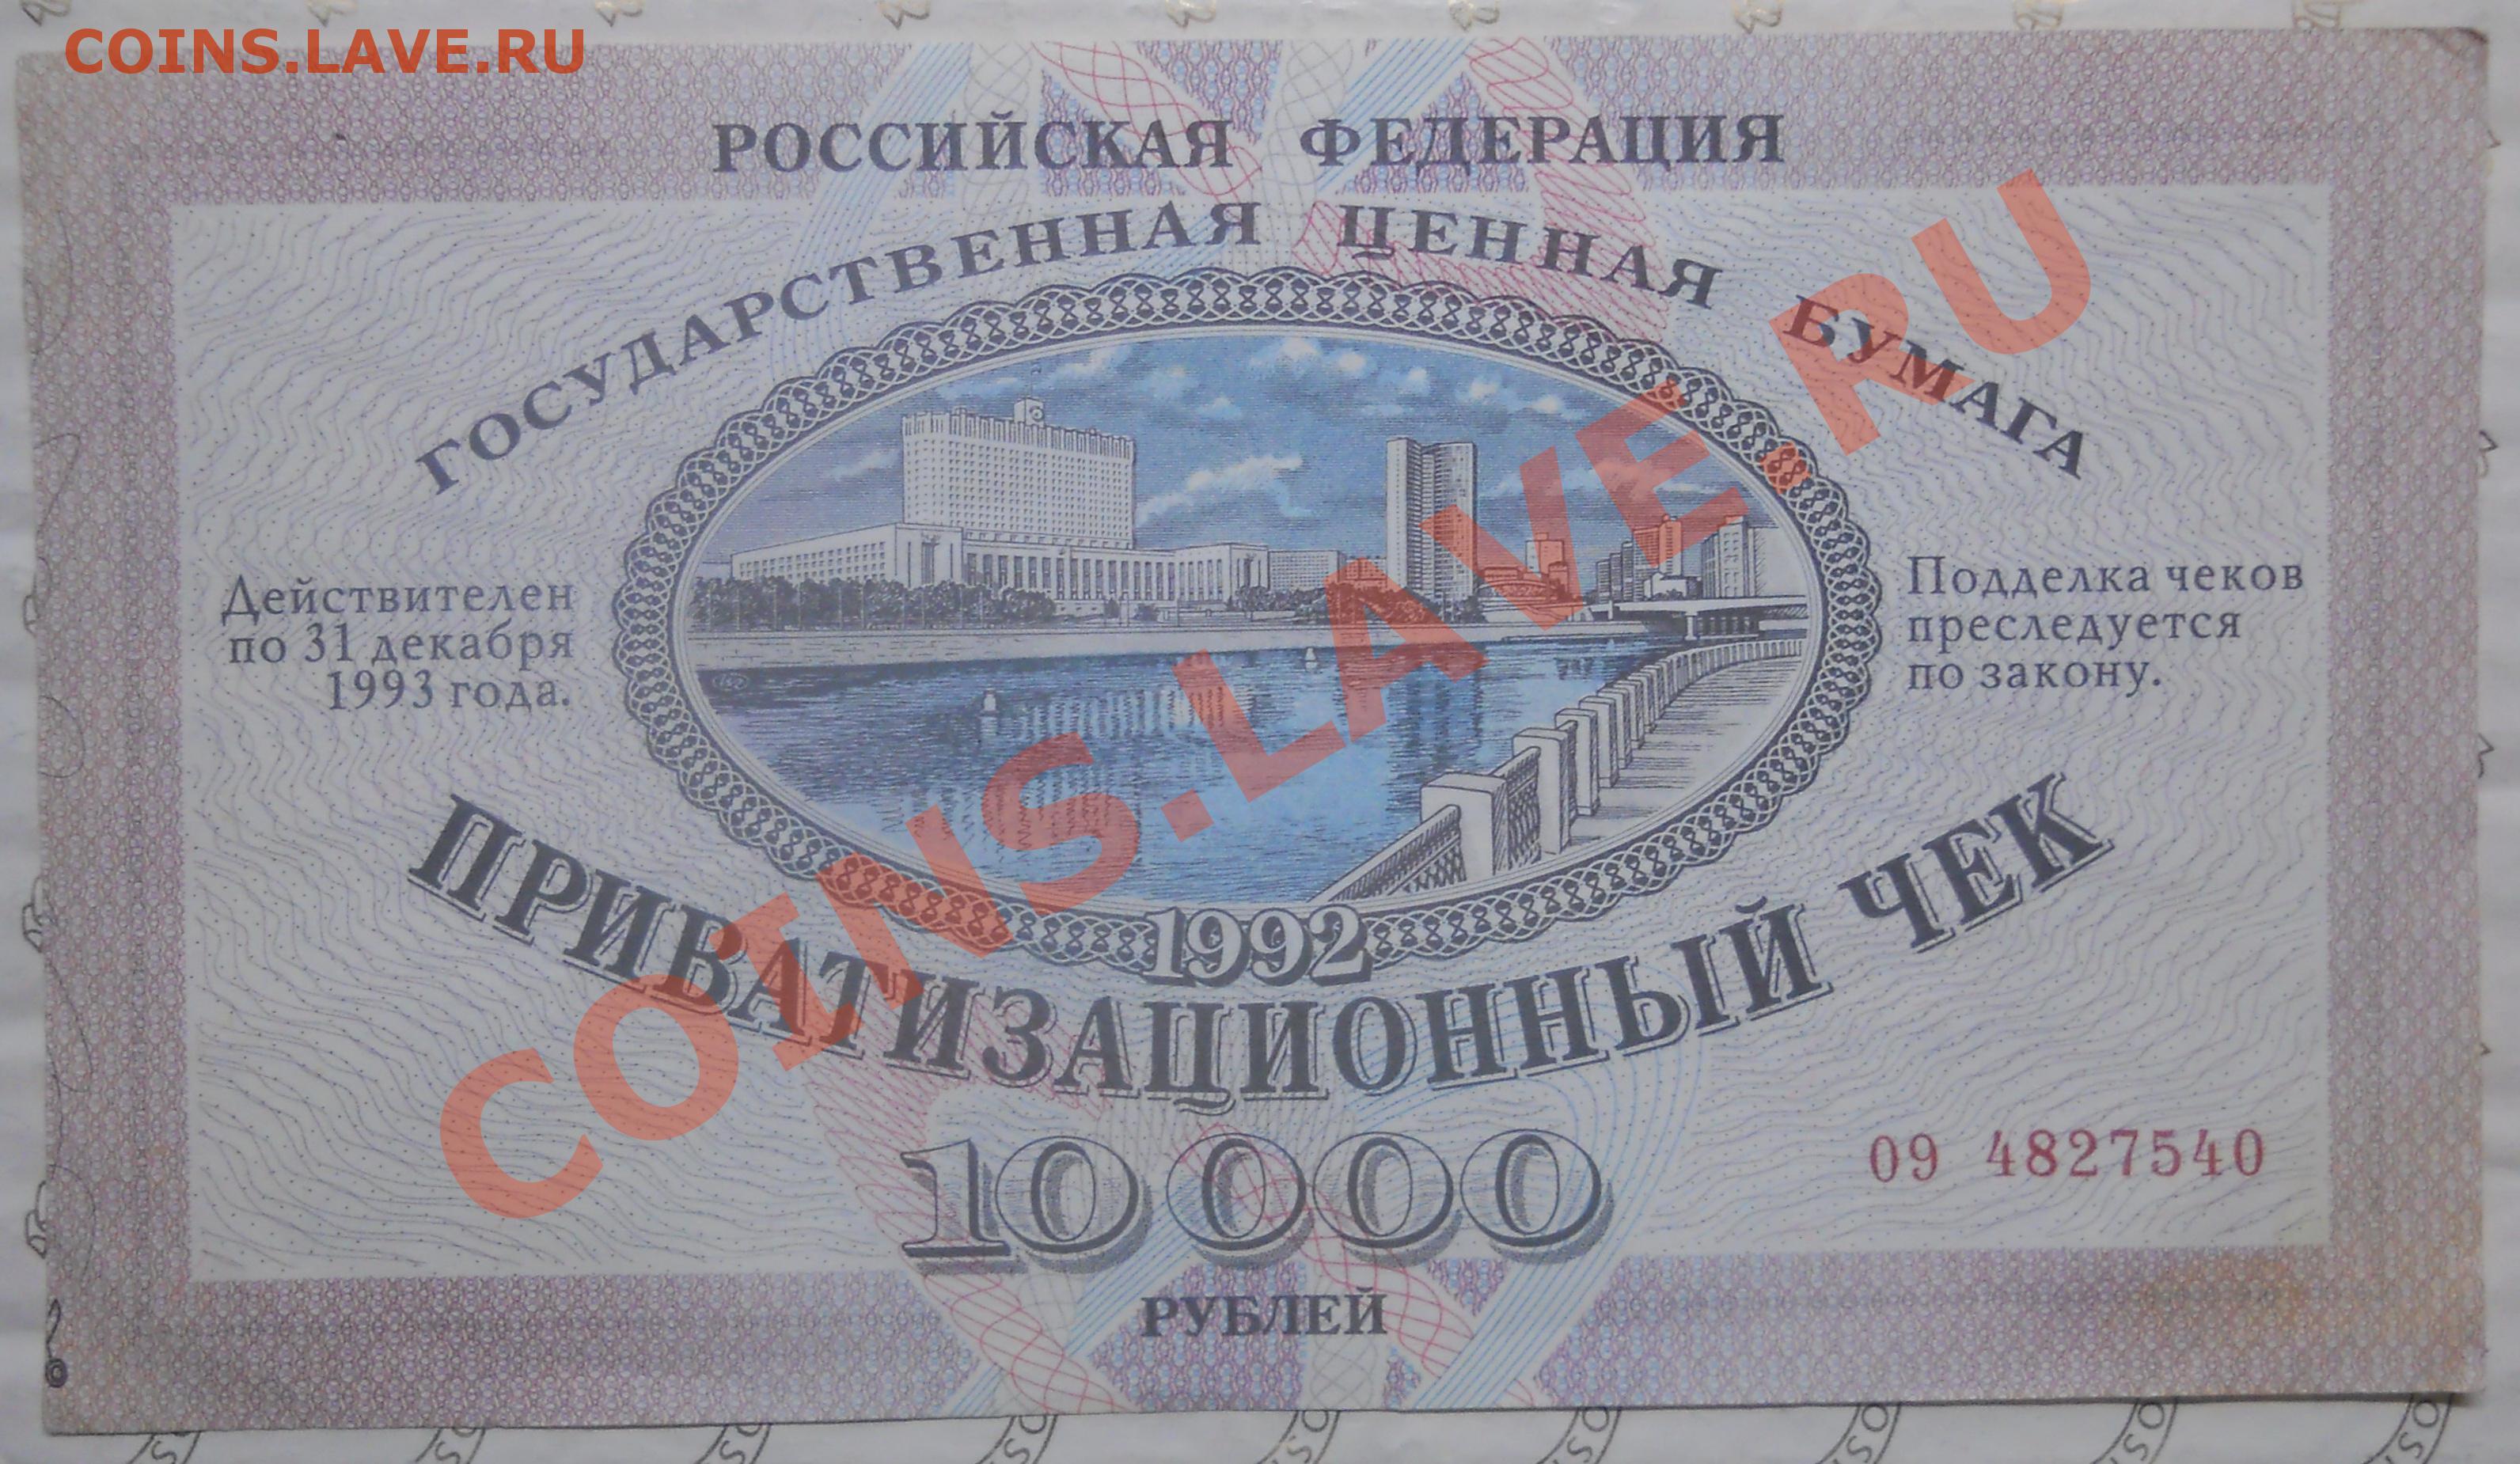 COINS.LAVE.RU
РОССИЙСКАЯ ФЕДЕРАЦИЯ
ГОСУДАРСТВЕННАЯ ЦЕННАЯ БУМАГА
Действителен
по 31 декабря
1993 года.
Подделка чеков
преследуется
по закону.
COINS.LAVE.RU
1992
ПРИВАТИЗАЦИОННЫЙ ЧЕК
09 4827540
10 000
РУБЛЕЙ